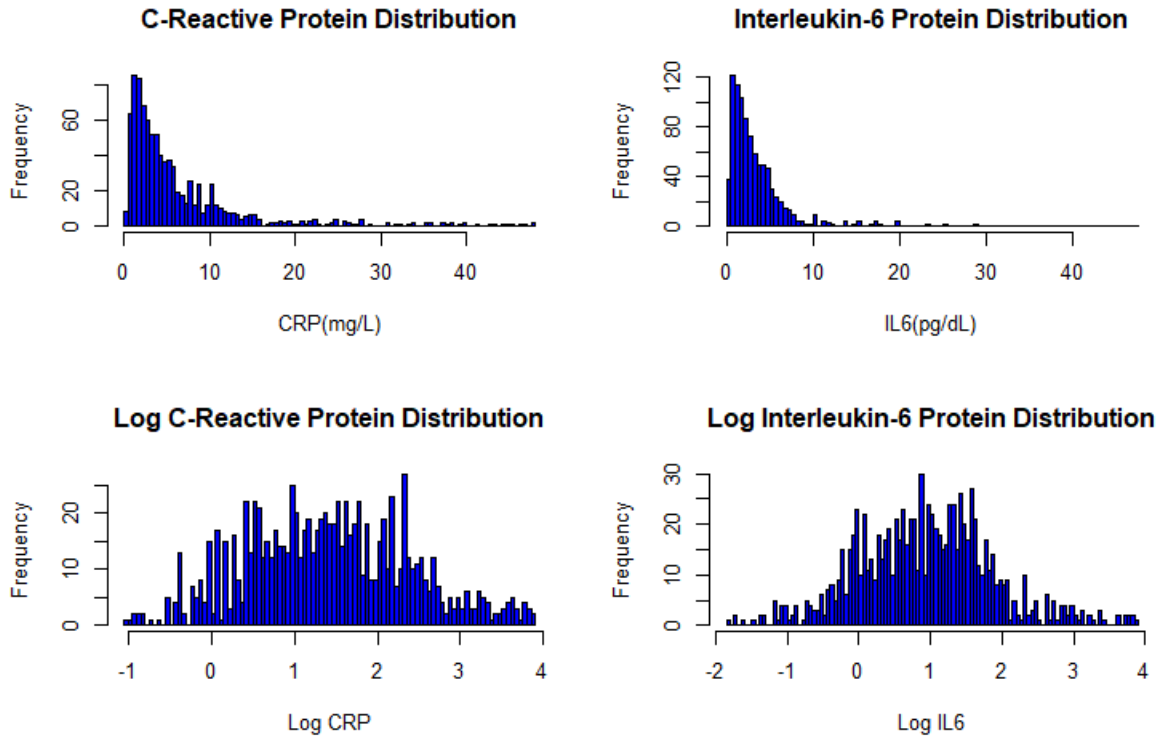 C-Reactive Protein Distribution
Frequency
0 20 60
0 10 20 30 40
CRP(mg/L)
Interleukin-6 Protein Distribution
Frequency
0 40 80 120
0 10 20 30 40
IL6(pg/dL)
Log C-Reactive Protein Distribution
Frequency
0 10 20
-1 0 1 2 3 4
Log CRP
Log Interleukin-6 Protein Distribution
Frequency
0 10 20 30
-2 -1 0 1 2 3 4
Log IL6